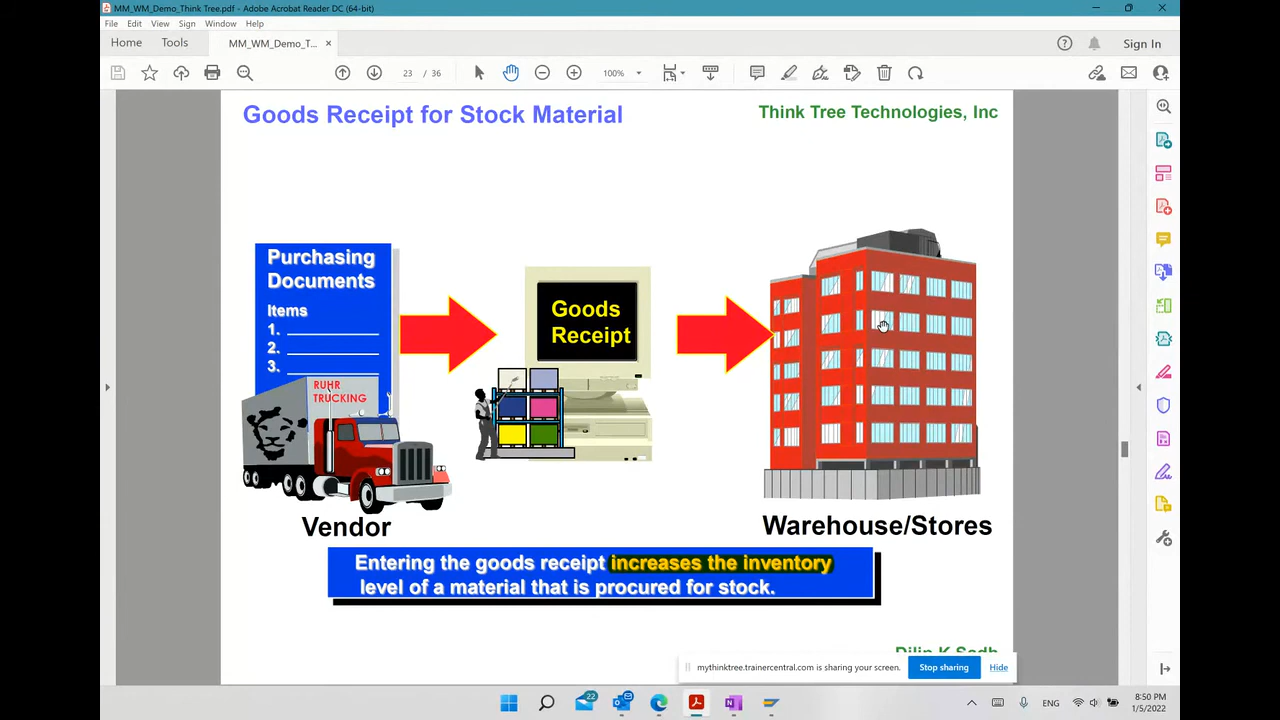 MM_WM_Demo_Think Tree.pdf - Adobe Acrobat Reader DC (64-bit)
File Edit View Sign Window Help
Home Tools MM_WM_Demo_T... × Sign In
23 / 36 100%
Goods Receipt for Stock Material
Think Tree Technologies, Inc
Purchasing
Documents
Items
1.
2.
3.
RUHR
TRUCKING
Vendor
Goods
Receipt
Warehouse/Stores
Entering the goods receipt increases the inventory
level of a material that is procured for stock.
Dilip K Sadh
mythinktree.trainercentral.com is sharing your screen. Stop sharing Hide
22
ENG
8:50 PM
1/5/2022